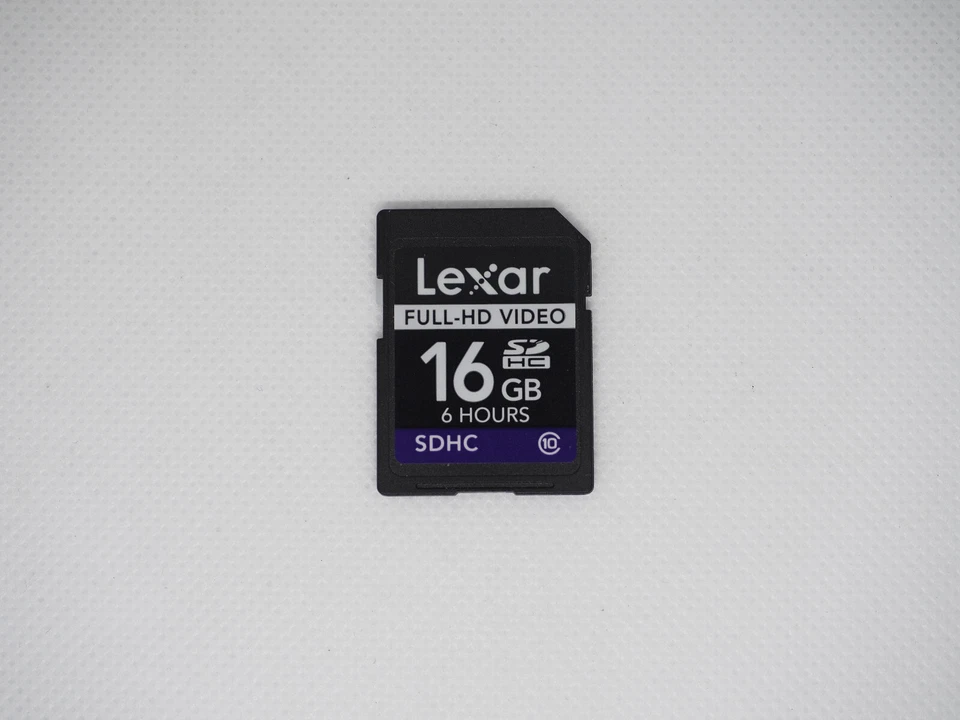 Lexar
FULL-HD VIDEO
16 GB
SD HC
6 HOURS
SDHC 10